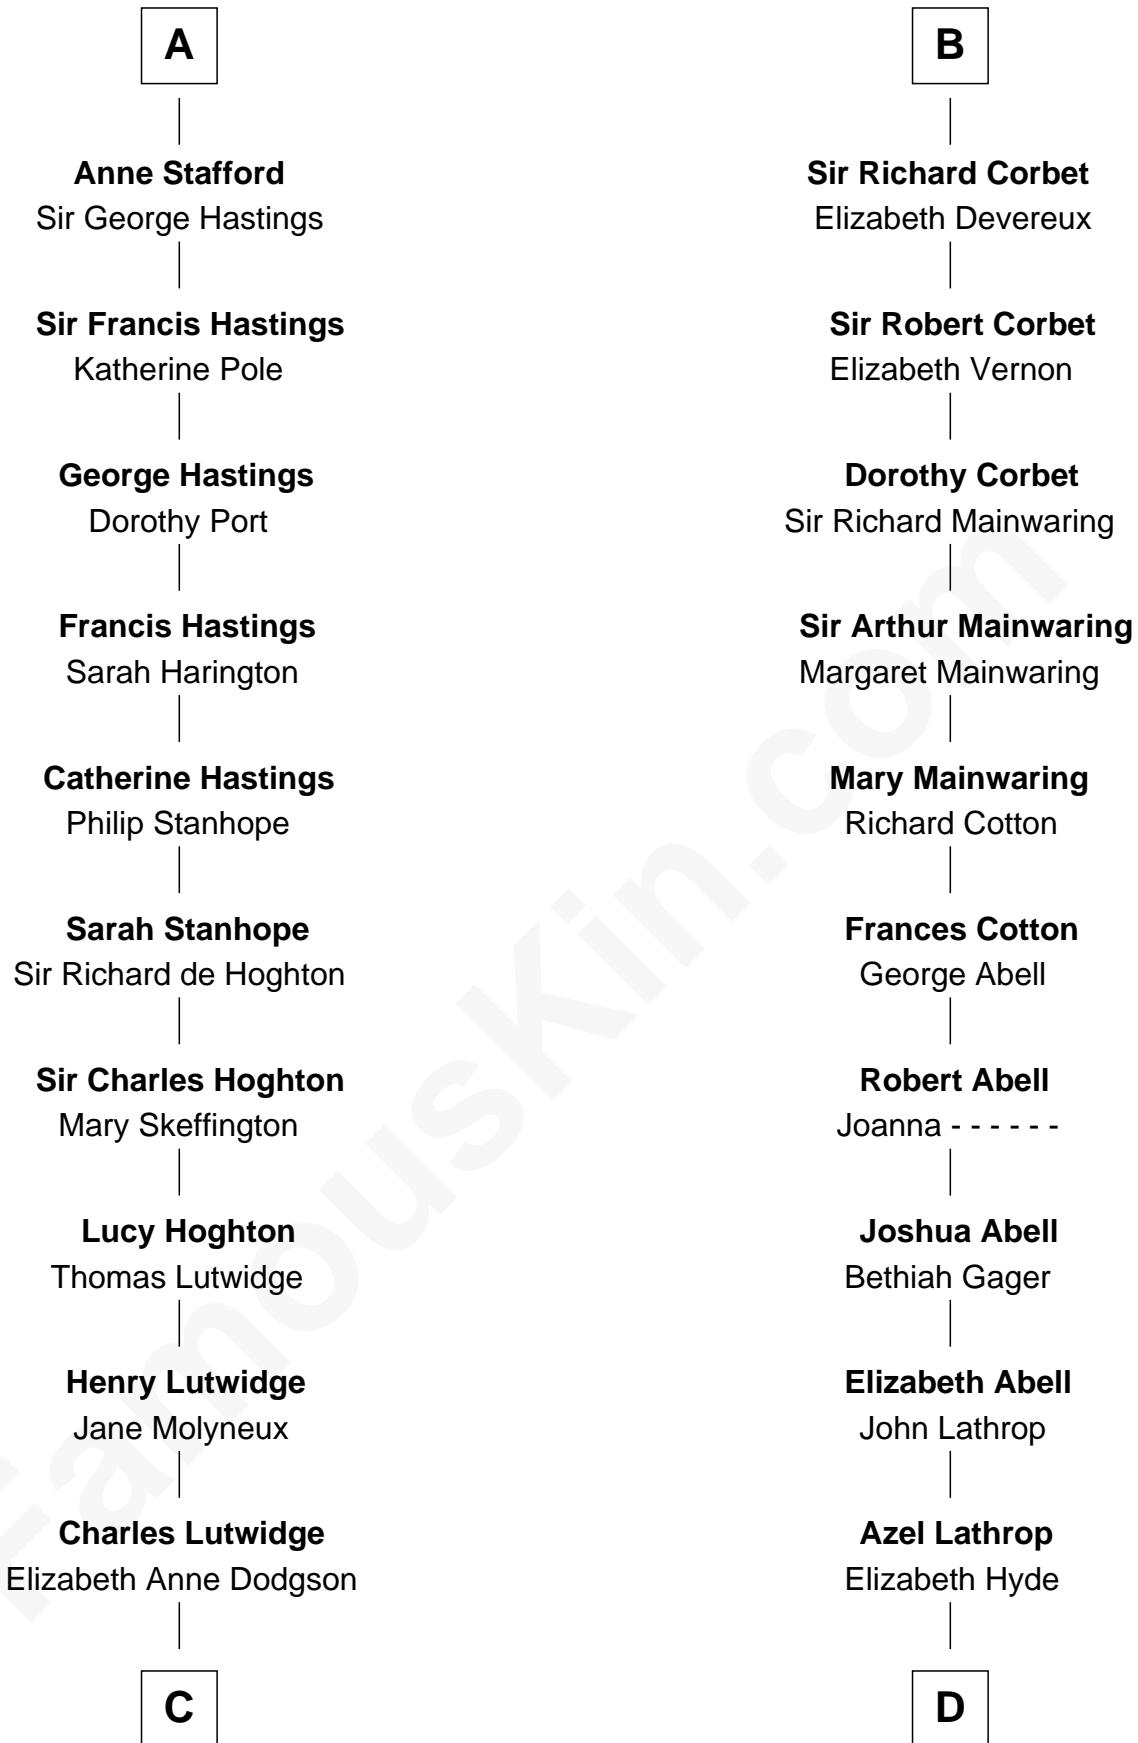 A
Anne Stafford
Sir George Hastings
Sir Francis Hastings
Katherine Pole
George Hastings
Dorothy Port
Francis Hastings
Sarah Harington
Catherine Hastings
Philip Stanhope
Sarah Stanhope
Sir Richard de Hoghton
Sir Charles Hoghton
Mary Skeffington
Lucy Hoghton
Thomas Lutwidge
Henry Lutwidge
Jane Molyneux
Charles Lutwidge
Elizabeth Anne Dodgson
C
B
Sir Richard Corbet
Elizabeth Devereux
Sir Robert Corbet
Elizabeth Vernon
Dorothy Corbet
Sir Richard Mainwaring
Sir Arthur Mainwaring
Margaret Mainwaring
Mary Mainwaring
Richard Cotton
Frances Cotton
George Abell
Robert Abell
Joanna - - - - - -
Joshua Abell
Bethiah Gager
Elizabeth Abell
John Lathrop
Azel Lathrop
Elizabeth Hyde
D
FamousKin.com